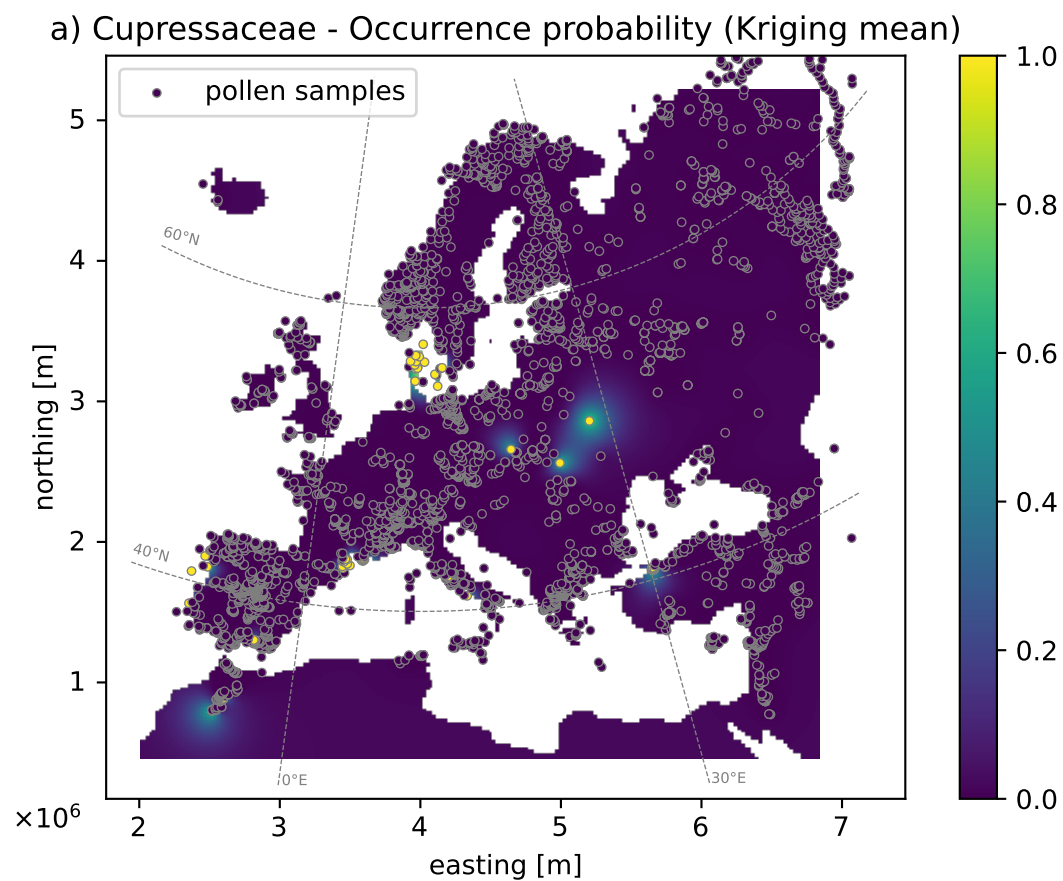 a) Cupressaceae - Occurrence probability (Kriging mean)
pollen samples
1.0
0.8
0.6
0.4
0.2
0.0
5
4
3
2
1
northing [m]
60°N
40°N
0°E
30°E
×10⁶
2 3 4 5 6 7
easting [m]